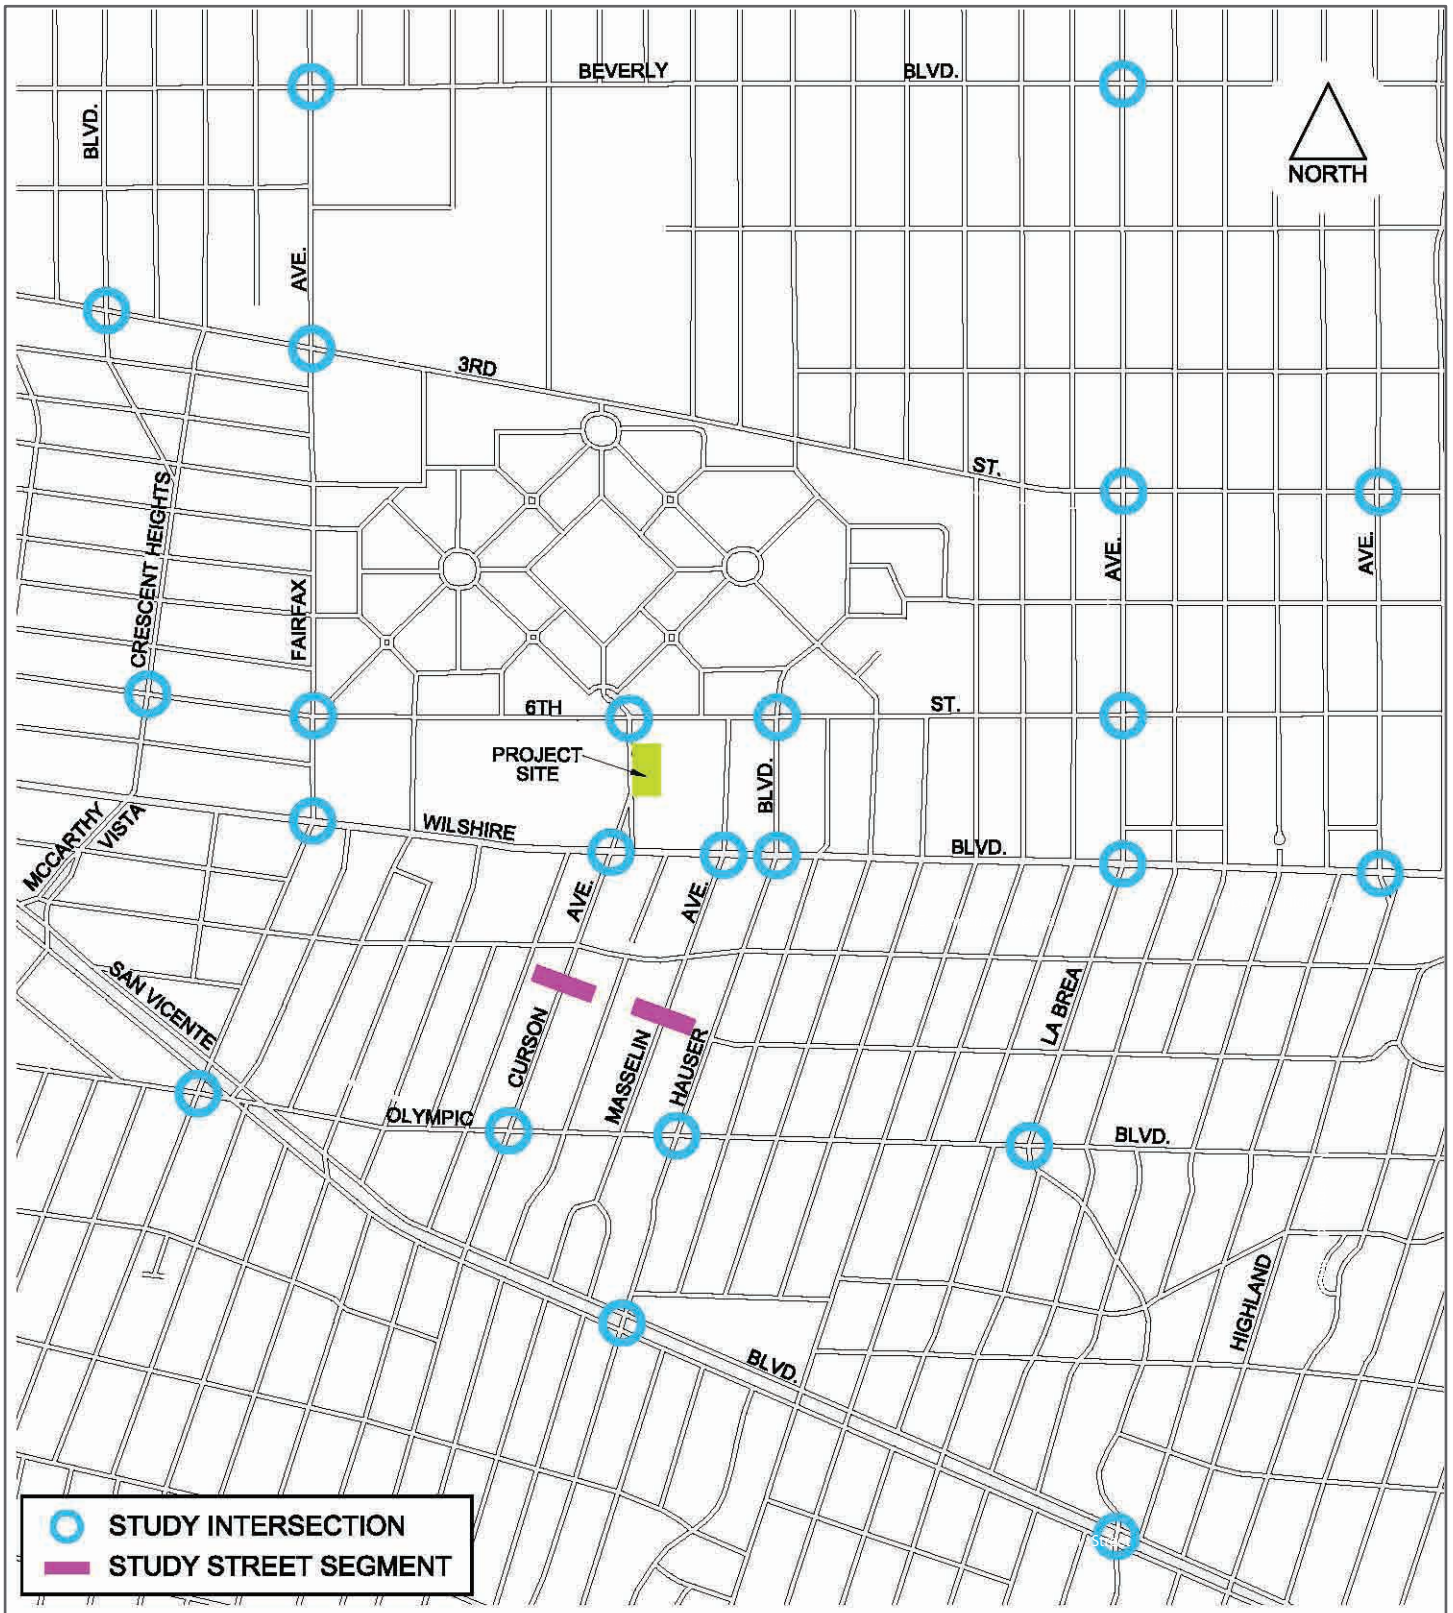 BEVERLY
BLVD.
BLVD.
NORTH
AVE.
3RD
ST.
AVE.
AVE.
CRESCENT HEIGHTS
FAIRFAX
6TH
ST.
PROJECT
SITE
BLVD.
WILSHIRE
BLVD.
MCCARTHY
VISTA
AVE.
AVE.
SAN VICENTE
LA BREA
CURSON
MASSELIN
HAUSER
OLYMPIC
BLVD.
HIGHLAND
BLVD.
STUDY INTERSECTION
STUDY STREET SEGMENT